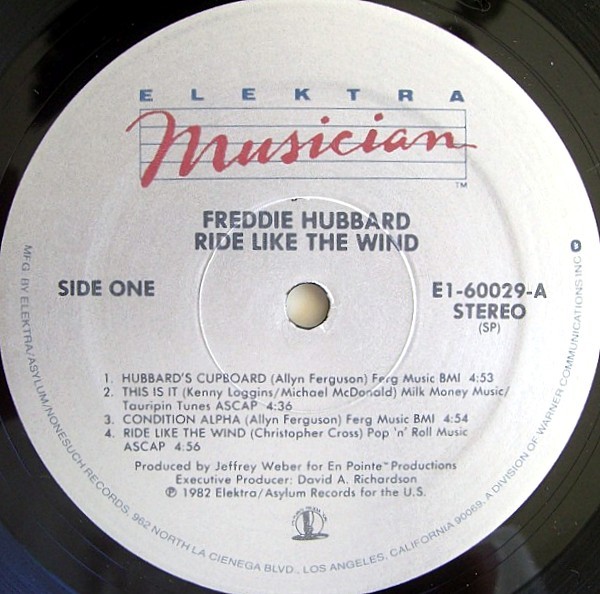 ELEKTRA
Musician
TM
FREDDIE HUBBARD
RIDE LIKE THE WIND
SIDE ONE
E1-60029-A
STEREO
(SP)
1. HUBBARD'S CUPBOARD (Allyn Ferguson) Ferg Music BMI 4:53
2. THIS IS IT (Kenny Loggins/Michael McDonald) Milk Money Music/
Tauripin Tunes ASCAP 4:36
3. CONDITION ALPHA (Allyn Ferguson) Ferg Music BMI 4:54
4. RIDE LIKE THE WIND (Christopher Cross) Pop 'n' Roll Music
ASCAP 4:56
Produced by Jeffrey Weber for En Pointe™ Productions
Executive Producer: David A. Richardson
℗ 1982 Elektra/Asylum Records for the U.S.
MFG. BY ELEKTRA/ASYLUM/NONESUCH RECORDS, 962 NORTH LA CIENEGA BLVD., LOS ANGELES, CALIFORNIA 90069. A DIVISION OF WARNER COMMUNICATIONS INC.